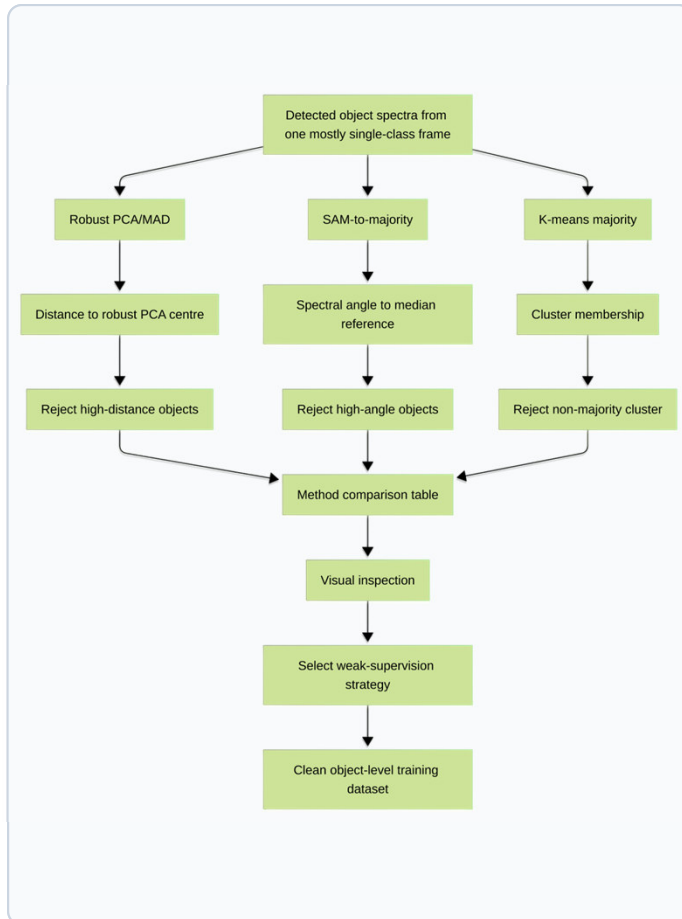 Detected object spectra from
one mostly single-class frame
Robust PCA/MAD
SAM-to-majority
K-means majority
Distance to robust PCA centre
Spectral angle to median
reference
Cluster membership
Reject high-distance objects
Reject high-angle objects
Reject non-majority cluster
Method comparison table
Visual inspection
Select weak-supervision
strategy
Clean object-level training
dataset